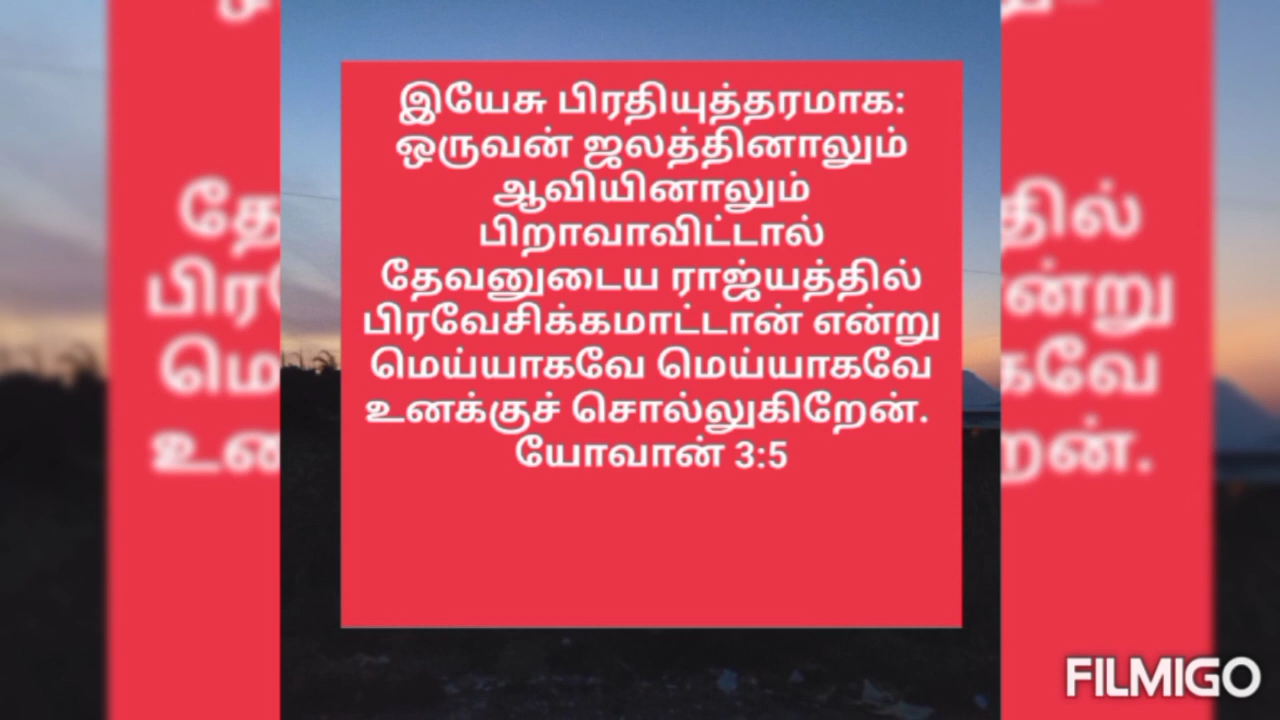 இயேசு பிரதியுத்தரமாக:
ஒருவன் ஜலத்தினாலும்
ஆவியினாலும்
பிறாவாவிட்டால்
தேவனுடைய ராஜ்யத்தில்
பிரவேசிக்கமாட்டான் என்று
மெய்யாகவே மெய்யாகவே
உனக்குச் சொல்லுகிறேன்.
யோவான் 3:5
FILMIGO